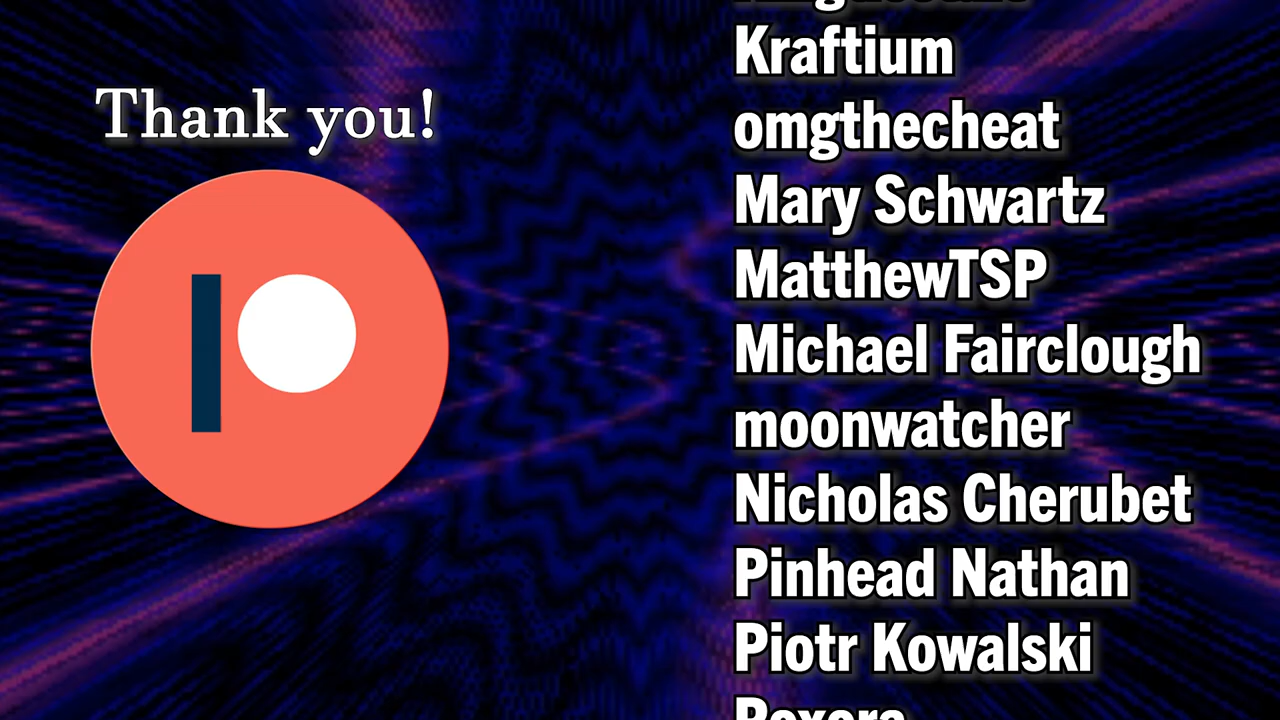 Thank you!
Kraftium
omgthecheat
Mary Schwartz
MatthewTSP
Michael Fairclough
moonwatcher
Nicholas Cherubet
Pinhead Nathan
Piotr Kowalski